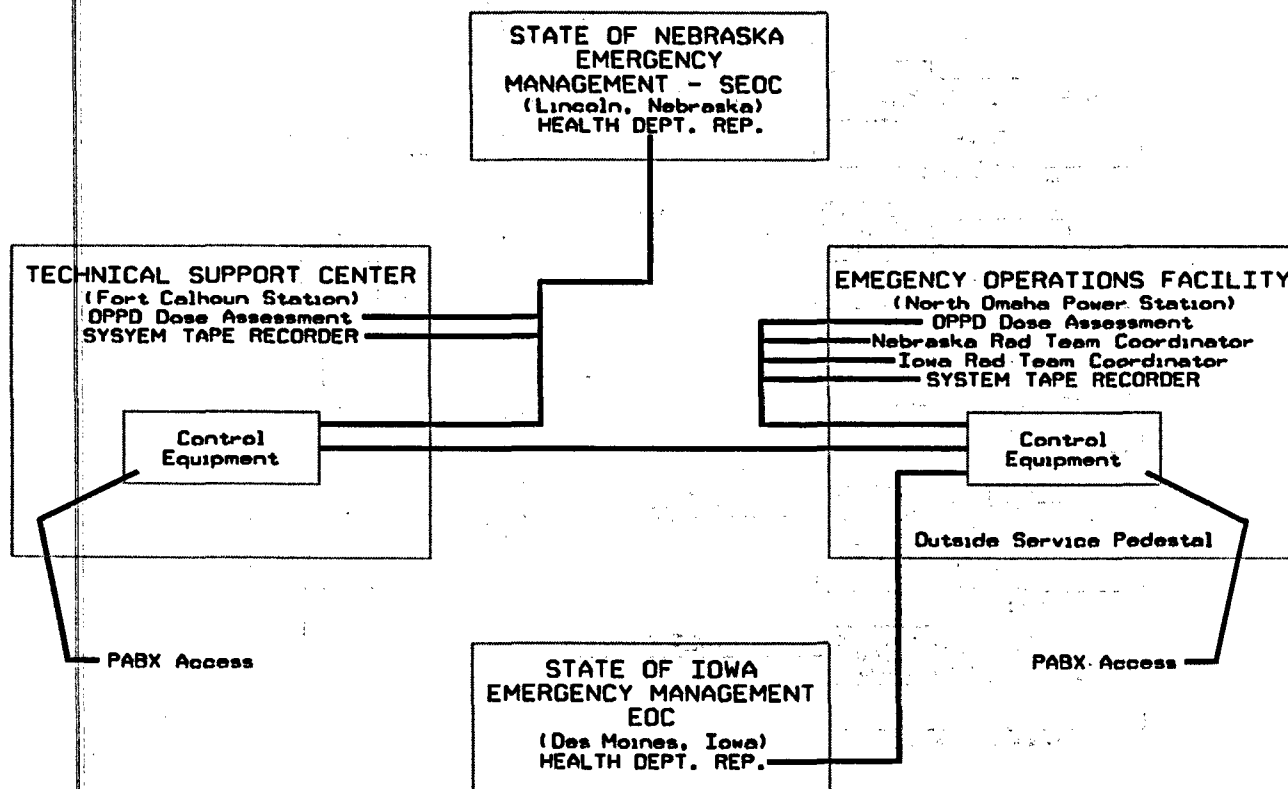 STATE OF NEBRASKA
EMERGENCY
MANAGEMENT - SEOC
(Lincoln, Nebraska)
HEALTH DEPT. REP.
TECHNICAL SUPPORT CENTER
(Fort Calhoun Station)
OPPD Dose Assessment
SYSYEM TAPE RECORDER
Control
Equipment
PABX Access
EMEGENCY OPERATIONS FACILITY
(North Omaha Power Station)
OPPD Dose Assessment
Nebraska Rad Team Coordinator
Iowa Rad Team Coordinator
SYSTEM TAPE RECORDER
Control
Equipment
Outside Service Pedestal
PABX Access
STATE OF IOWA
EMERGENCY MANAGEMENT
EOC
(Des Moines, Iowa)
HEALTH DEPT. REP.